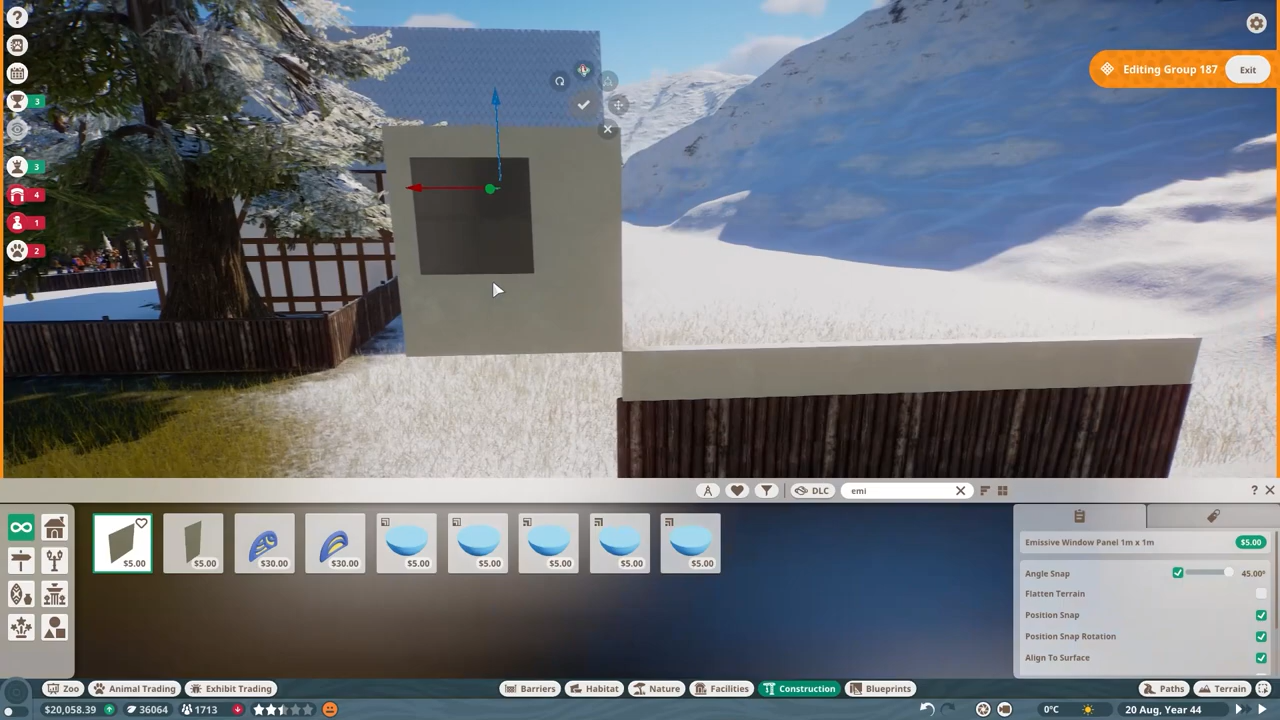 Editing Group 187
Exit
?
3
3
4
1
2
DLC
emi
?
$5.00
$5.00
$30.00
$30.00
$5.00
$5.00
$5.00
$5.00
$5.00
Emissive Window Panel 1m x 1m
$5.00
Angle Snap
45.00°
Flatten Terrain
Position Snap
Position Snap Rotation
Align To Surface
Zoo
Animal Trading
Exhibit Trading
Barriers
Habitat
Nature
Facilities
Construction
Blueprints
Paths
Terrain
$20,058.39
36064
1713
0°C
20 Aug, Year 44